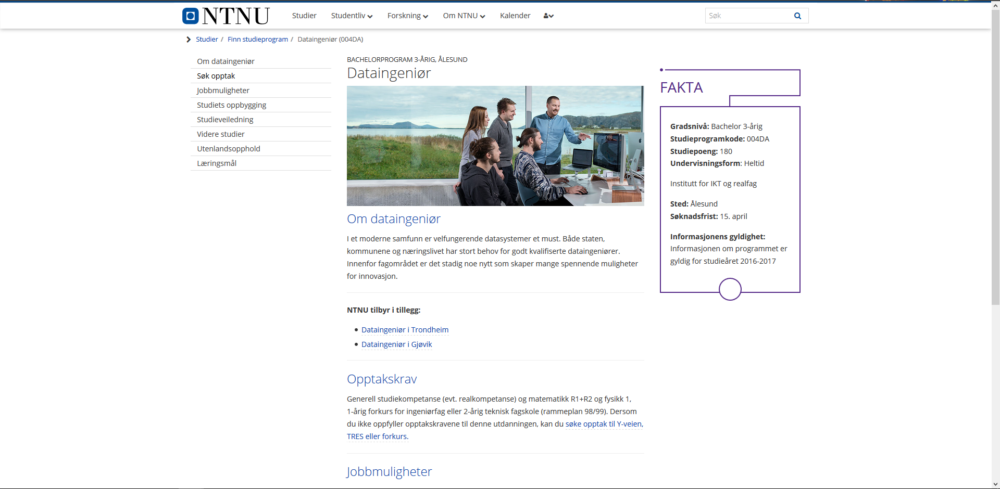 NTNU
Studier
Studentliv
Forskning
Om NTNU
Kalender
Søk
Studier / Finn studieprogram / Dataingeniør (004DA)
Om dataingeniør
Søk opptak
Jobbmuligheter
Studiets oppbygging
Studieveiledning
Videre studier
Utenlandsopphold
Læringsmål
BACHELORPROGRAM 3-ÅRIG, ÅLESUND
Dataingeniør
Om dataingeniør
I et moderne samfunn er velfungerende datasystemer et must. Både staten,
kommunene og næringslivet har stort behov for godt kvalifiserte dataingeniører.
Innenfor fagområdet er det stadig noe nytt som skaper mange spennende muligheter
for innovasjon.
NTNU tilbyr i tillegg:
Dataingeniør i Trondheim
Dataingeniør i Gjøvik
Opptakskrav
Generell studiekompetanse (evt. realkompetanse) og matematikk R1+R2 og fysikk 1,
1-årig forkurs for ingeniørfag eller 2-årig teknisk fagskole (rammeplan 98/99). Dersom
du ikke oppfyller opptakskravene til denne utdanningen, kan du søke opptak til Y-veien,
TRES eller forkurs.
Jobbmuligheter
FAKTA
Gradsnivå: Bachelor 3-årig
Studieprogramkode: 004DA
Studiepoeng: 180
Undervisningsform: Heltid
Institutt for IKT og realfag
Sted: Ålesund
Søknadsfrist: 15. april
Informasjonens gyldighet:
Informasjonen om programmet er
gyldig for studieåret 2016-2017